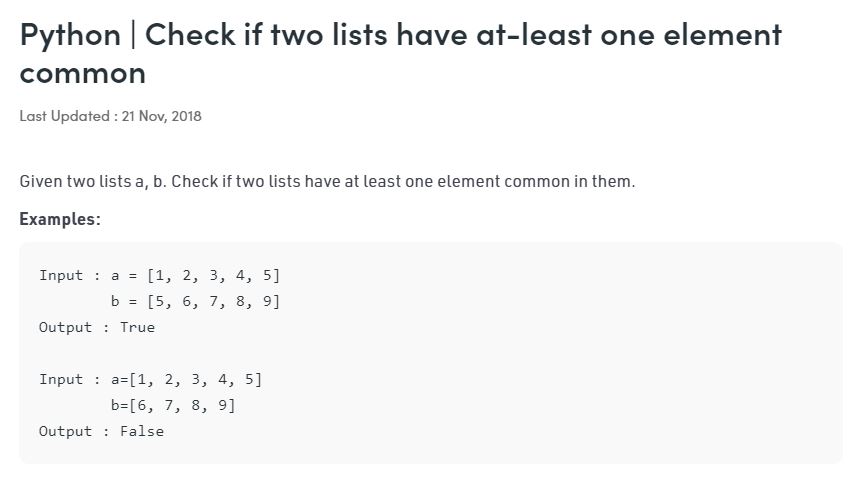 Python | Check if two lists have at-least one element
common
Last Updated : 21 Nov, 2018
Given two lists a, b. Check if two lists have at least one element common in them.
Examples:
Input : a = [1, 2, 3, 4, 5]
        b = [5, 6, 7, 8, 9]
Output : True
Input : a=[1, 2, 3, 4, 5]
        b=[6, 7, 8, 9]
Output : False